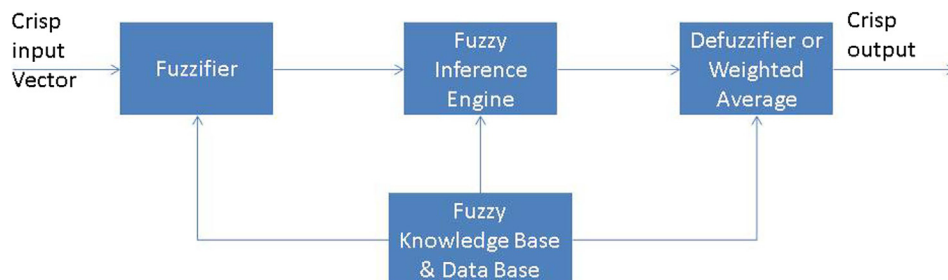 Crisp
input
Vector
Fuzzifier
Fuzzy
Inference
Engine
Defuzzifier or
Weighted
Average
Crisp
output
Fuzzy
Knowledge Base
& Data Base